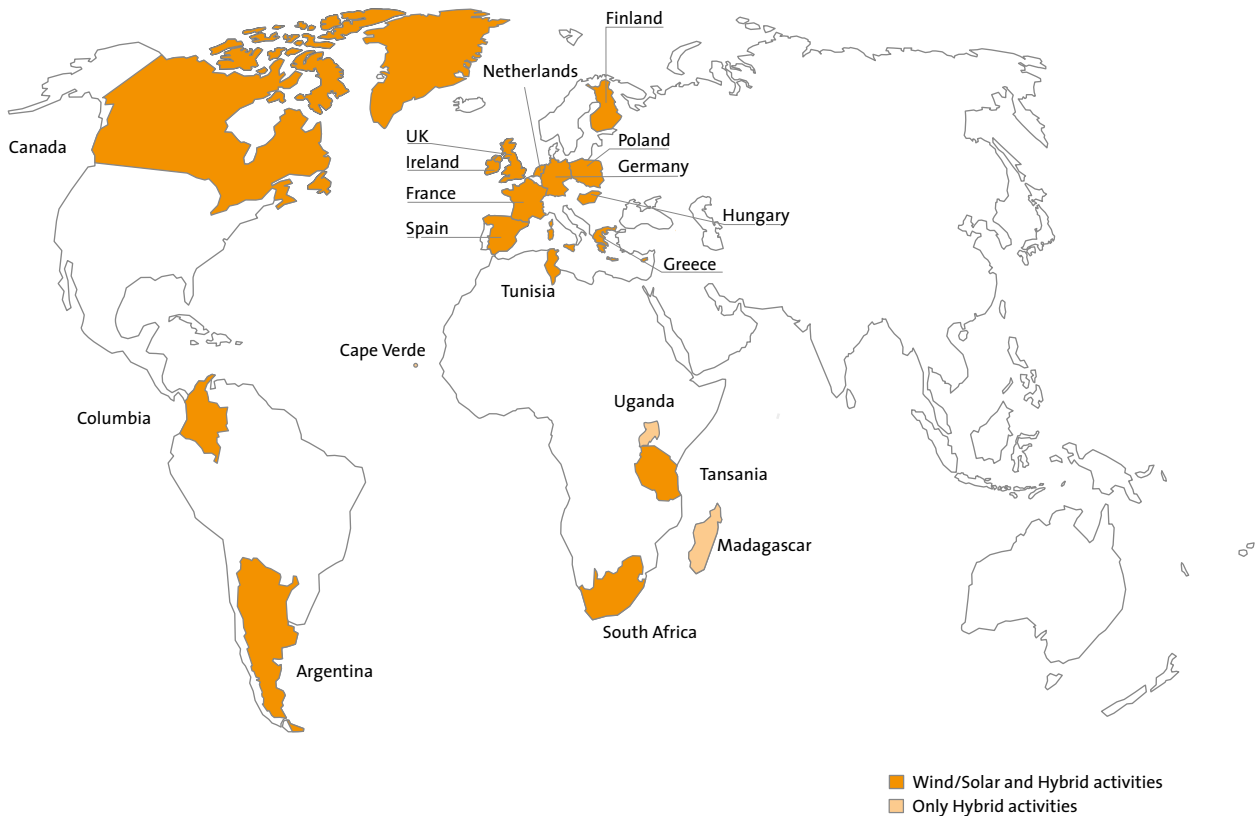 Finland
Netherlands
Canada
UK
Poland
Ireland
Germany
France
Hungary
Spain
Greece
Tunisia
Cape Verde
Columbia
Uganda
Tansania
Madagascar
South Africa
Argentina
Wind/Solar and Hybrid activities
Only Hybrid activities